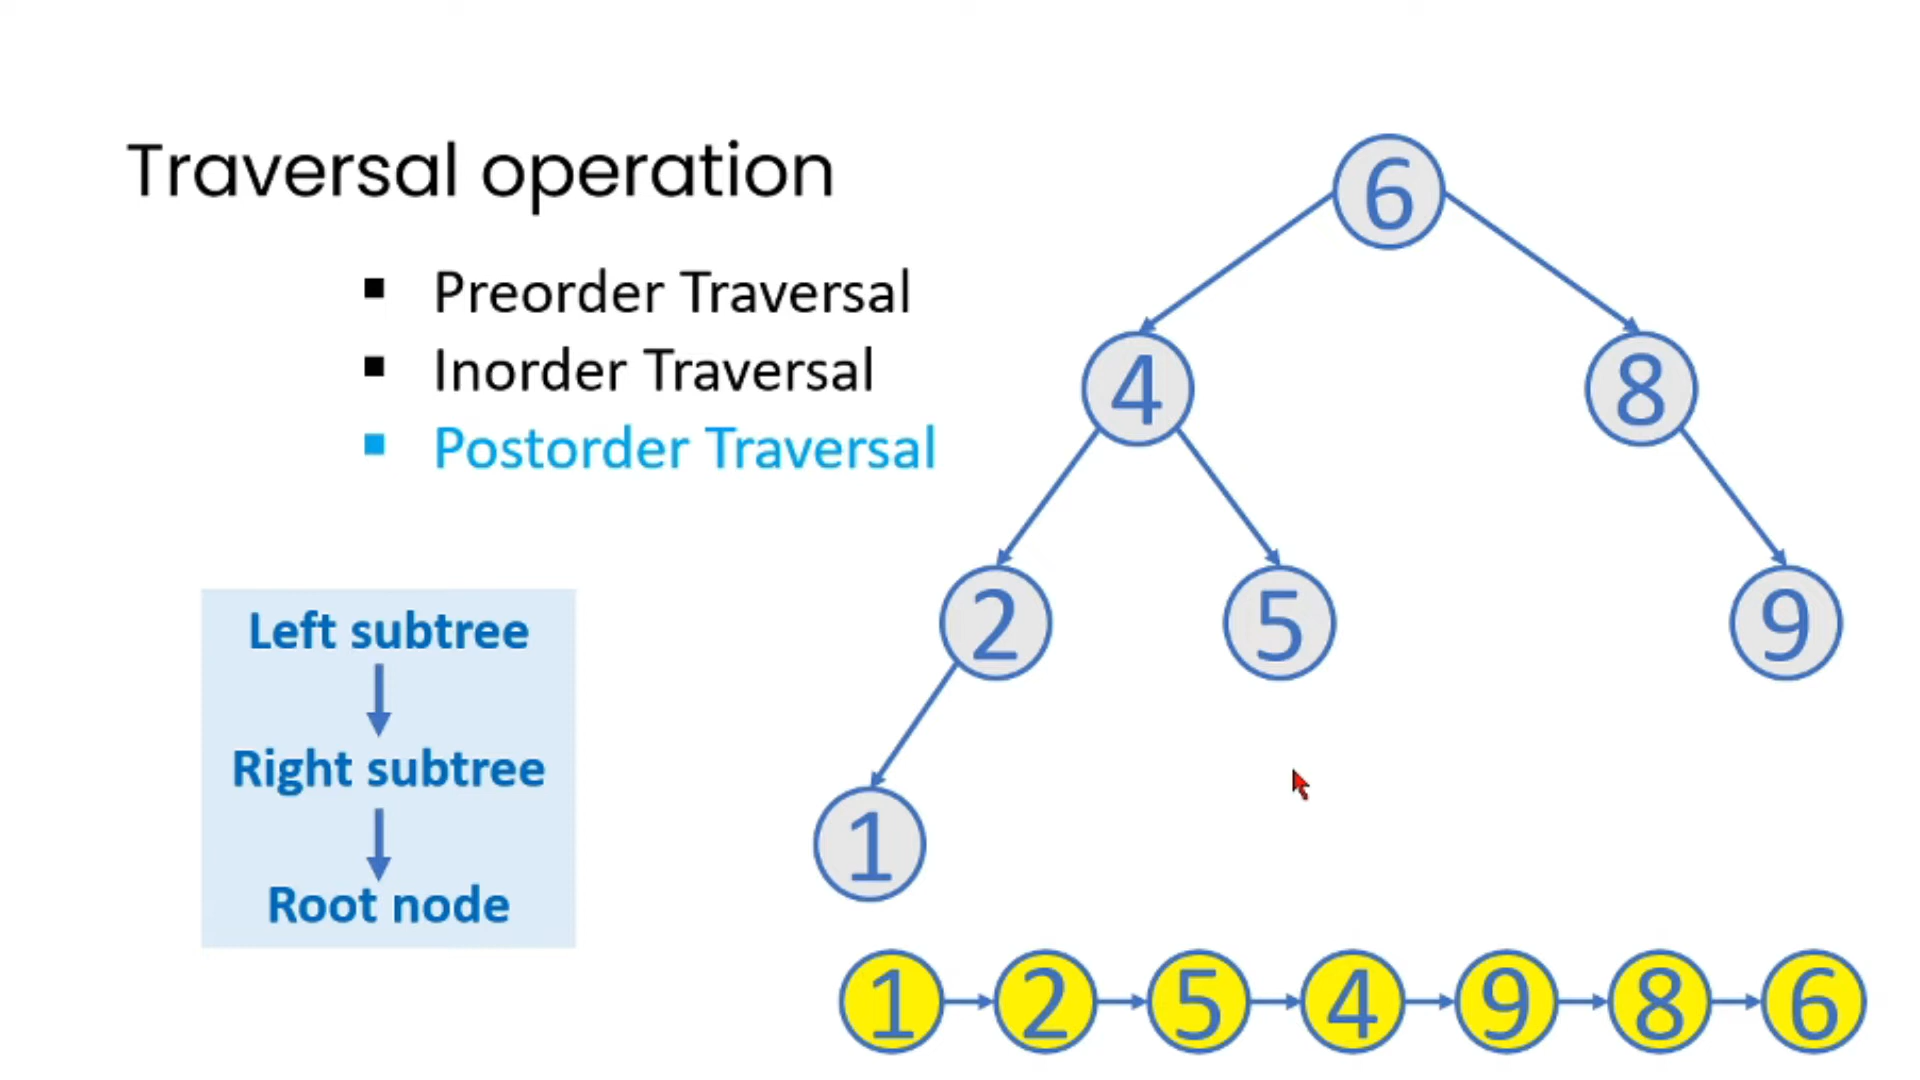 Traversal operation
▪ Preorder Traversal
▪ Inorder Traversal
▪ Postorder Traversal
Left subtree
Right subtree
Root node
6
4 8
2 5 9
1
1 2 5 4 9 8 6